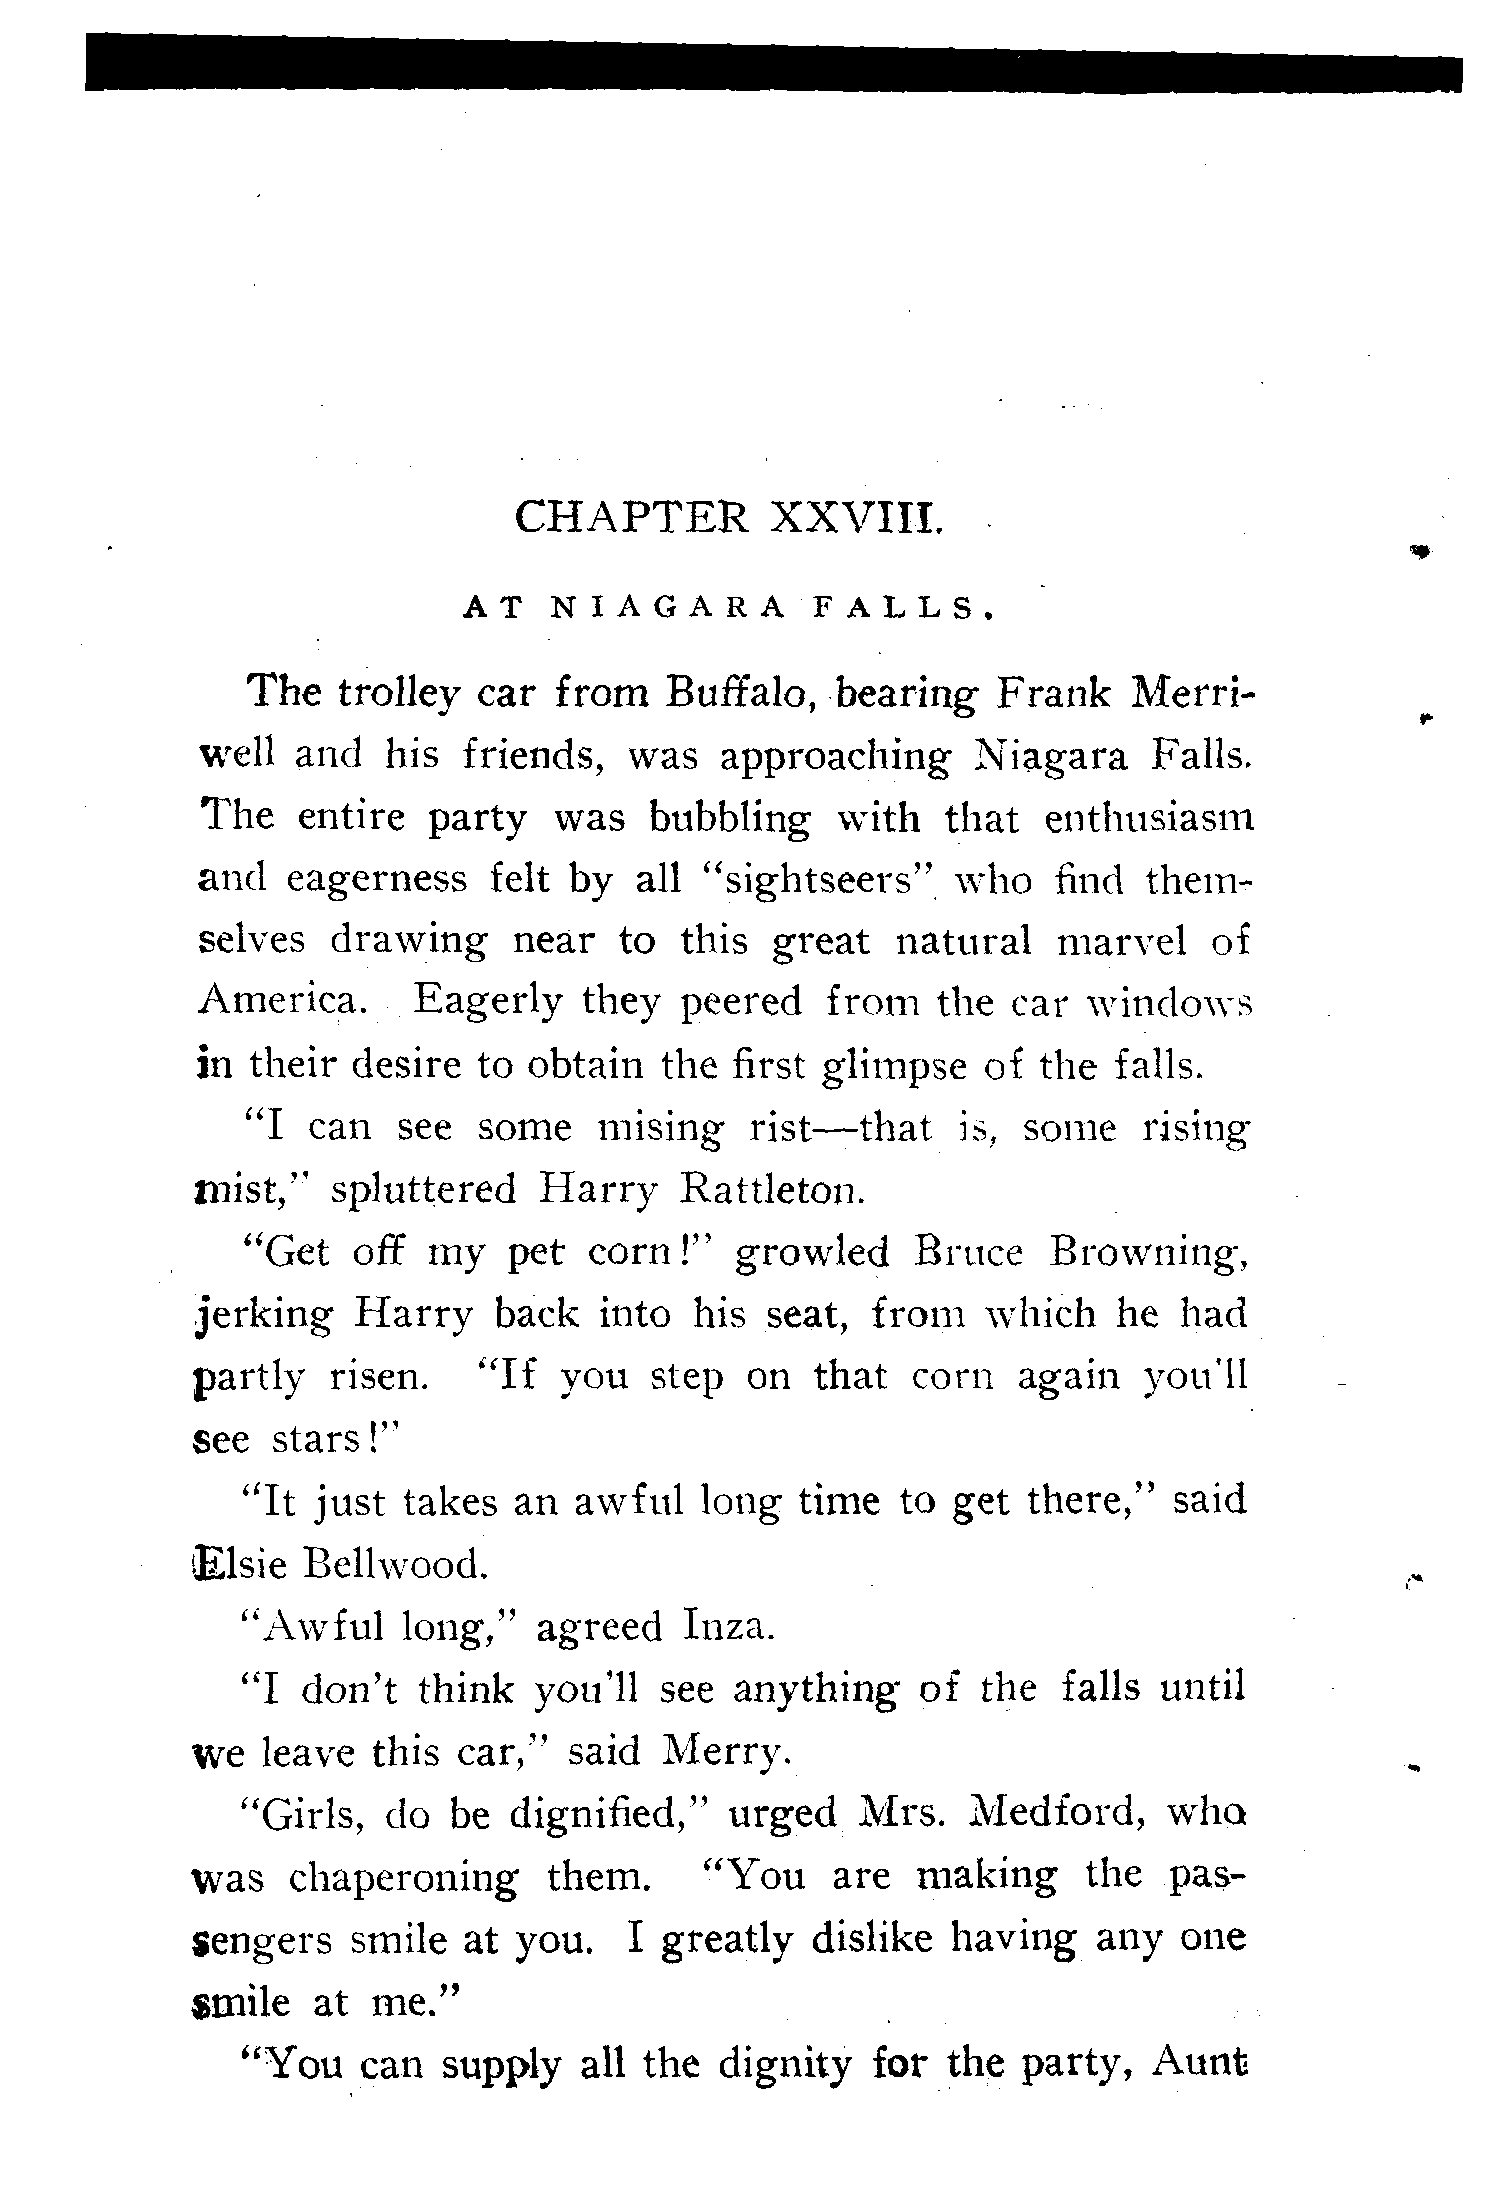 CHAPTER XXVIII.
AT NIAGARA FALLS.
The trolley car from Buffalo, bearing Frank Merri-
well and his friends, was approaching Niagara Falls.
The entire party was bubbling with that enthusiasm
and eagerness felt by all "sightseers" who find them-
selves drawing near to this great natural marvel of
America. Eagerly they peered from the car windows
in their desire to obtain the first glimpse of the falls.
"I can see some mising rist—that is, some rising
mist," spluttered Harry Rattleton.
"Get off my pet corn!" growled Bruce Browning,
jerking Harry back into his seat, from which he had
partly risen. "If you step on that corn again you'll
see stars!"
"It just takes an awful long time to get there," said
Elsie Bellwood.
"Awful long," agreed Inza.
"I don't think you'll see anything of the falls until
we leave this car," said Merry.
"Girls, do be dignified," urged Mrs. Medford, who
was chaperoning them. "You are making the pas-
sengers smile at you. I greatly dislike having any one
smile at me."
"You can supply all the dignity for the party, Aunt